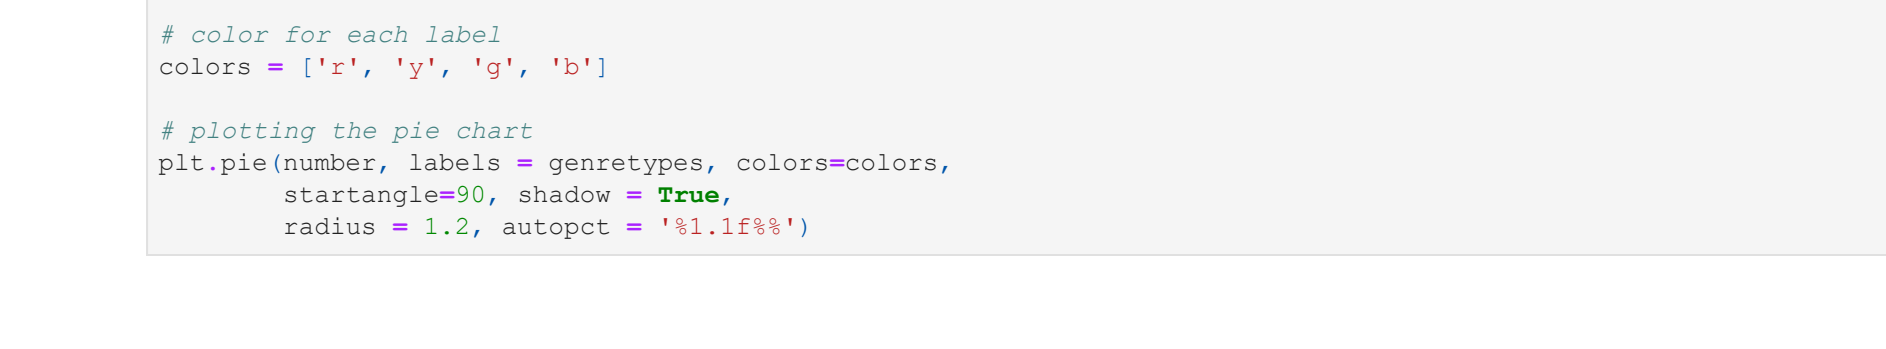 # color for each label
colors = ['r', 'y', 'g', 'b']
# plotting the pie chart
plt.pie(number, labels = genretypes, colors=colors,
        startangle=90, shadow = True,
        radius = 1.2, autopct = '%1.1f%%')